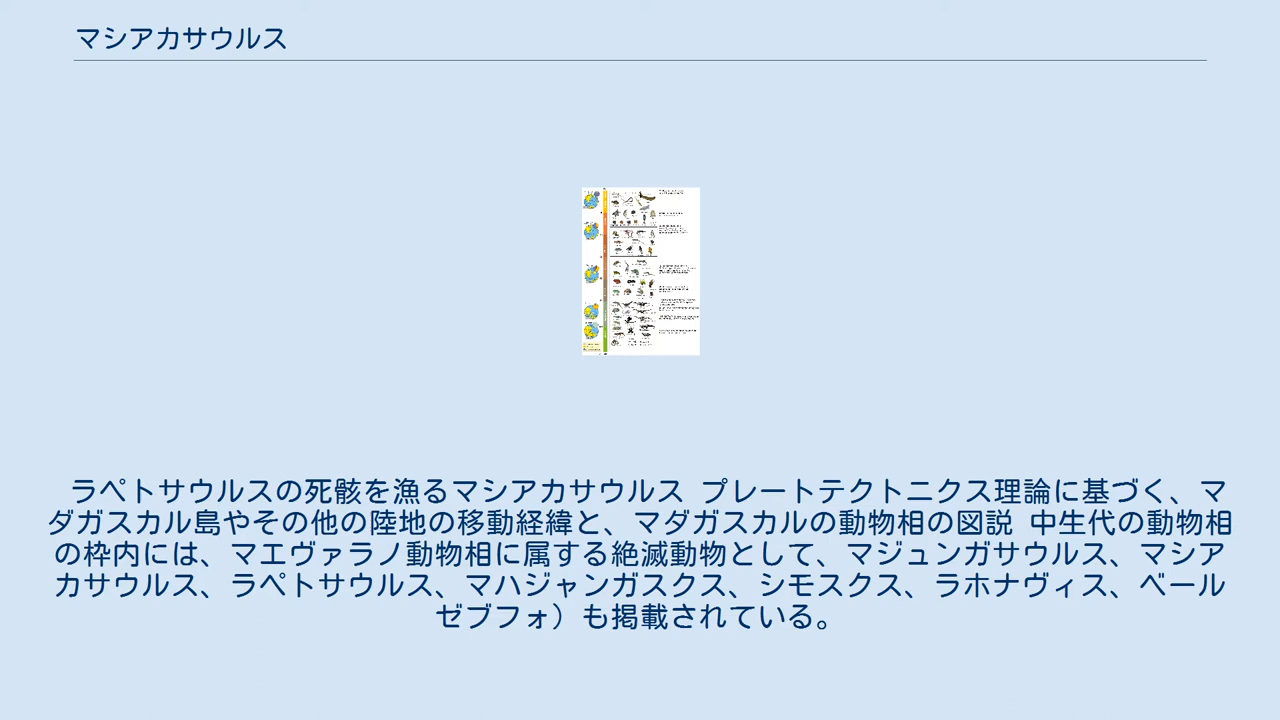 マシアカサウルス
ラペトサウルスの死骸を漁るマシアカサウルス プレートテクトニクス理論に基づく、マ
ダガスカル島やその他の陸地の移動経緯と、マダガスカルの動物相の図説 中生代の動物相
の枠内には、マエヴァラノ動物相に属する絶滅動物として、マジュンガサウルス、マシア
カサウルス、ラペトサウルス、マハジャンガスクス、シモスクス、ラホナヴィス、ベール
ゼブフォ）も掲載されている。